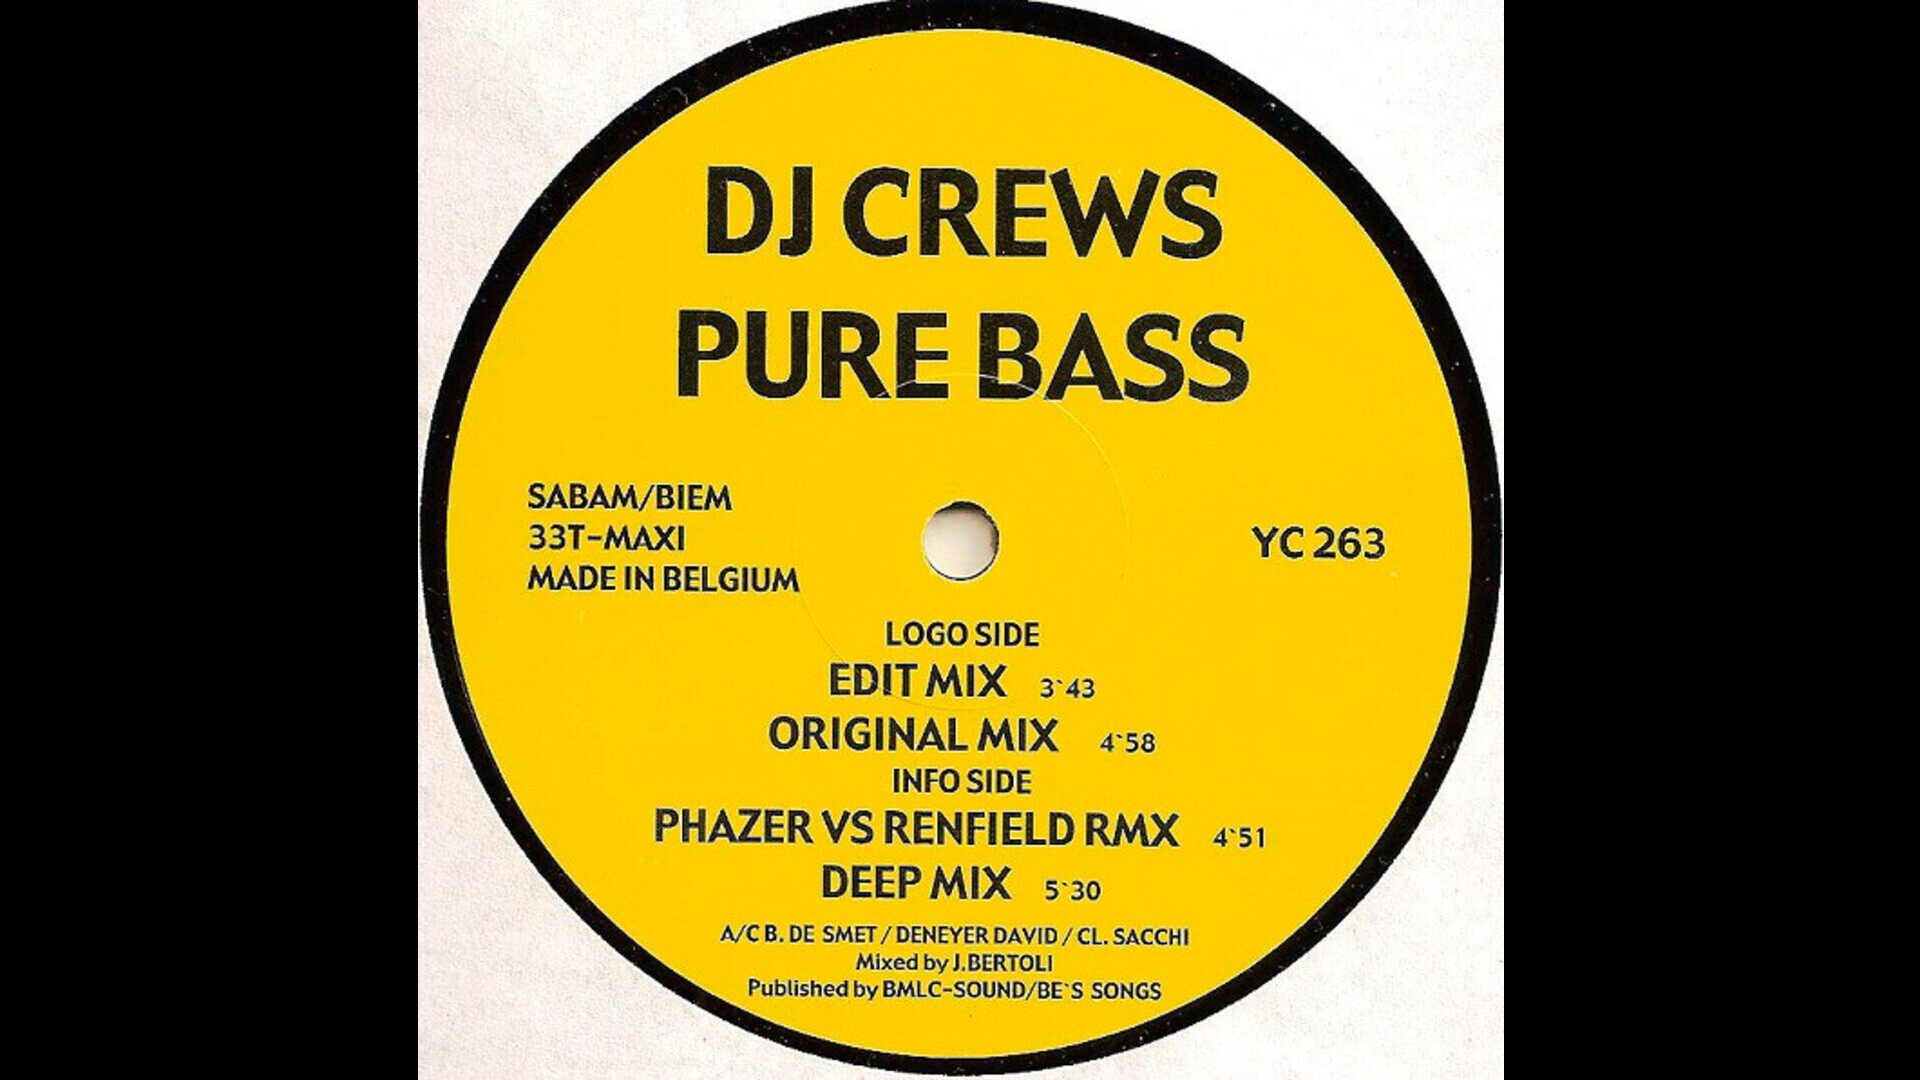 DJ CREWS
PURE BASS
SABAM/BIEM
33T-MAXI
MADE IN BELGIUM
YC 263
LOGO SIDE
EDIT MIX 3`43
ORIGINAL MIX 4`58
INFO SIDE
PHAZER VS RENFIELD RMX 4`51
DEEP MIX 5`30
A/C B. DE SMET / DENEYER DAVID / CL. SACCHI
Mixed by J.BERTOLI
Published by BMLC-SOUND/BE`S SONGS